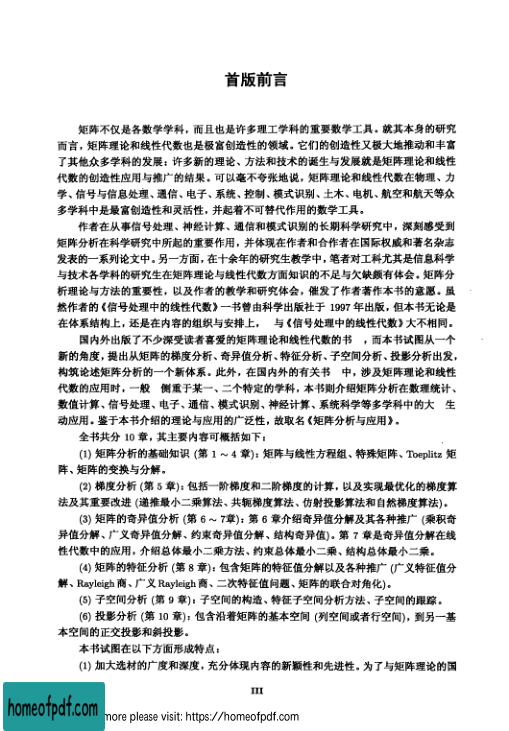 首版前言
矩阵不仅是各数学学科，而且也是许多理工学科的重要数学工具。就其本身的研究
而言，矩阵理论和线性代数也是极富创造性的领域。它们的创造性又极大地推动和丰富
了其他众多学科的发展：许多新的理论、方法和技术的诞生与发展就是矩阵理论和线性
代数的创造性应用与推广的结果。可以毫不夸张地说，矩阵理论和线性代数在物理、力
学、信号与信息处理、通信、电子、系统、控制、模式识别、土木、电机、航空和航天等众
多学科中是最富创造性和灵活性，并起着不可替代作用的数学工具。
作者在从事信号处理、神经计算、通信和模式识别的长期科学研究中，深刻感受到
矩阵分析在科学研究中所起的重要作用，并体现在作者和合作者在国际权威和著名杂志
发表的一系列论文中。另一方面，在十余年的研究生教学中，笔者对工科尤其是信息科学
与技术各学科的研究生在矩阵理论与线性代数方面知识的不足与欠缺颇有体会。矩阵分
析理论与方法的重要性，以及作者的教学和研究体会，催发了作者著作本书的意愿。虽
然作者的《信号处理中的线性代数》一书曾由科学出版社于 1997 年出版，但本书无论是
在体系结构上，还是在内容的组织与安排上， 与《信号处理中的线性代数》大不相同。
国内外出版了不少深受读者喜爱的矩阵理论和线性代数的书 ，而本书试图从一个
新的角度，提出从矩阵的梯度分析、奇异值分析、特征分析、子空间分析、投影分析出发，
构筑论述矩阵分析的一个新体系。此外，在国内外的有关书 中，涉及矩阵理论和线性
代数的应用时，一般 侧重于某一、二个特定的学科，本书则介绍矩阵分析在数理统计、
数值计算、信号处理、电子、通信、模式识别、神经计算、系统科学等多学科中的大 生
动应用。鉴于本书介绍的理论与应用的广泛性，故取名《矩阵分析与应用》。
全书共分 10 章，其主要内容可概括如下：
(1) 矩阵分析的基础知识 (第 1 ～ 4 章)：矩阵与线性方程组、特殊矩阵、Toeplitz 矩
阵、矩阵的变换与分解。
(2) 梯度分析 (第 5 章)：包括一阶梯度和二阶梯度的计算，以及实现最优化的梯度算
法及其重要改进 (递推最小二乘算法、共轭梯度算法、仿射投影算法和自然梯度算法)。
(3) 矩阵的奇异值分析 (第 6 ～ 7章)：第 6 章介绍奇异值分解及其各种推广 (乘积奇
异值分解、广义奇异值分解、约束奇异值分解、结构奇异值)。第 7 章是奇异值分解在线
性代数中的应用，介绍总体最小二乘方法、约束总体最小二乘、结构总体最小二乘。
(4) 矩阵的特征分析 (第 8 章)：包含矩阵的特征值分解以及各种推广 (广义特征值分
解、Rayleigh 商、广义 Rayleigh 商、二次特征值问题、矩阵的联合对角化)。
(5) 子空间分析 (第 9 章)：子空间的构造、特征子空间分析方法、子空间的跟踪。
(6) 投影分析 (第 10 章)：包含沿着矩阵的基本空间 (列空间或者行空间)，到另一基
本空间的正交投影和斜投影。
本书试图在以下方面形成特点：
(1) 加大选材的广度和深度，充分体现内容的新颖性和先进性。为了与矩阵理论的国
III
homeofpdf.com
more please visit: https://homeofpdf.com